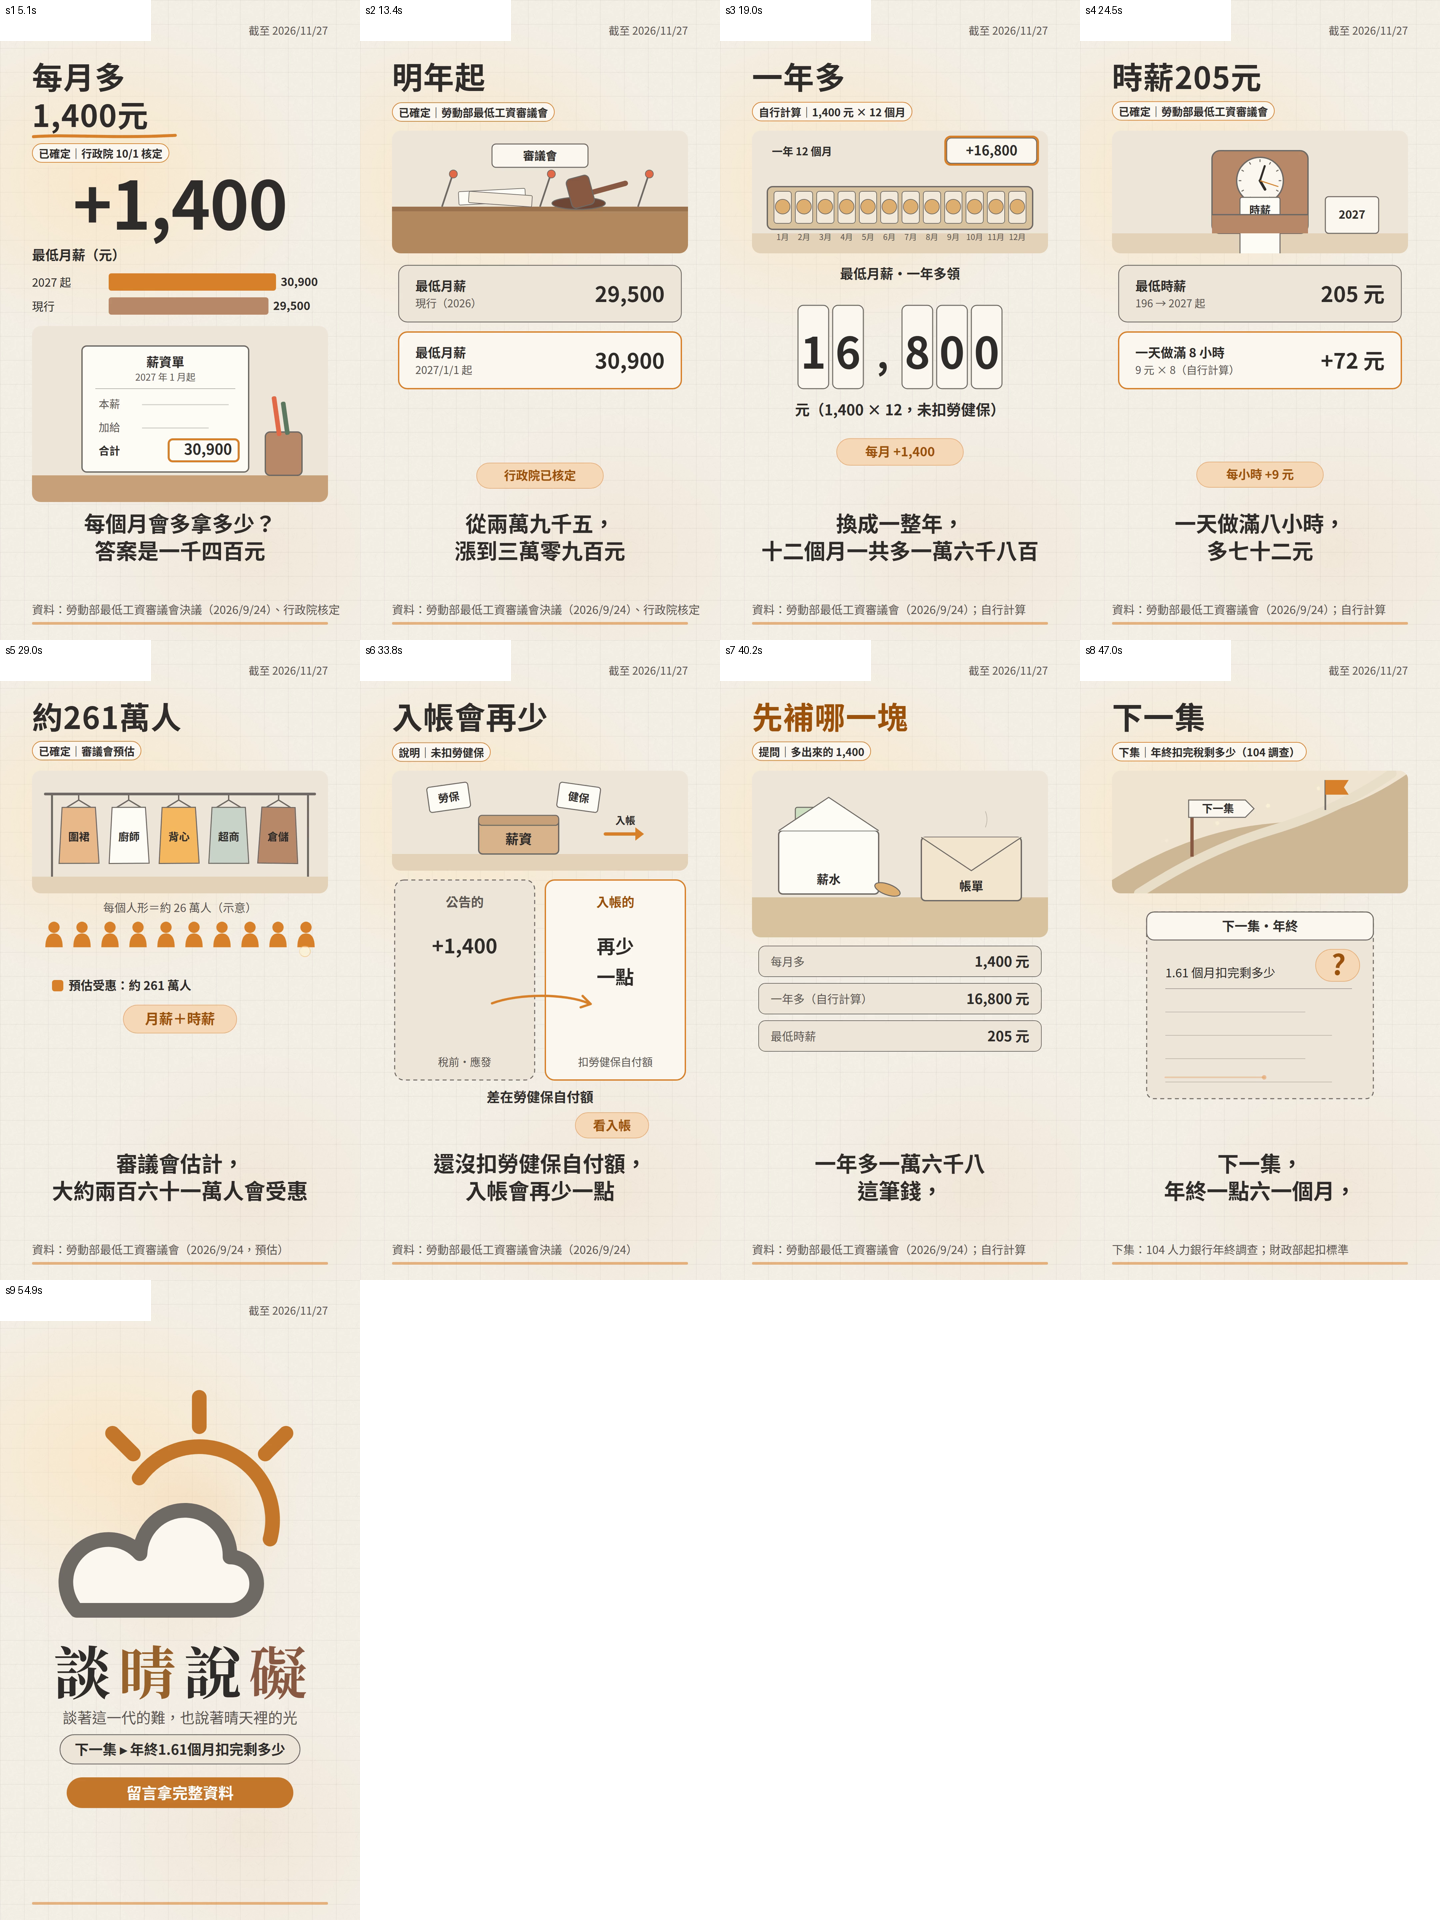 s1 5.1s
截至 2026/11/27
每月多
1,400元
已確定｜行政院 10/1 核定
+1,400
最低月薪（元）
2027 起
30,900
現行
29,500
薪資單
2027 年 1 月起
本薪
加給
合計
30,900
每個月會多拿多少？
答案是一千四百元
資料：勞動部最低工資審議會決議（2026/9/24）、行政院核定
s2 13.4s
截至 2026/11/27
明年起
已確定｜勞動部最低工資審議會
審議會
最低月薪
現行（2026）
29,500
最低月薪
2027/1/1 起
30,900
行政院已核定
從兩萬九千五，
漲到三萬零九百元
資料：勞動部最低工資審議會決議（2026/9/24）、行政院核定
s3 19.0s
截至 2026/11/27
一年多
自行計算｜1,400 元 × 12 個月
一年 12 個月
+16,800
1月 2月 3月 4月 5月 6月 7月 8月 9月 10月 11月 12月
最低月薪・一年多領
16,800
元（1,400 × 12，未扣勞健保）
每月 +1,400
換成一整年，
十二個月一共多一萬六千八百
資料：勞動部最低工資審議會（2026/9/24）；自行計算
s4 24.5s
截至 2026/11/27
時薪205元
已確定｜勞動部最低工資審議會
時薪
2027
最低時薪
196 → 2027 起
205 元
一天做滿 8 小時
9 元 × 8（自行計算）
+72 元
每小時 +9 元
一天做滿八小時，
多七十二元
資料：勞動部最低工資審議會（2026/9/24）；自行計算
s5 29.0s
截至 2026/11/27
約261萬人
已確定｜審議會預估
圍裙
廚師
背心
超商
倉儲
每個人形＝約 26 萬人（示意）
預估受惠：約 261 萬人
月薪＋時薪
審議會估計，
大約兩百六十一萬人會受惠
資料：勞動部最低工資審議會（2026/9/24，預估）
s6 33.8s
截至 2026/11/27
入帳會再少
說明｜未扣勞健保
勞保
健保
薪資
入帳
公告的
+1,400
稅前・應發
入帳的
再少
一點
扣勞健保自付額
差在勞健保自付額
看入帳
還沒扣勞健保自付額，
入帳會再少一點
資料：勞動部最低工資審議會決議（2026/9/24）
s7 40.2s
截至 2026/11/27
先補哪一塊
提問｜多出來的 1,400
薪水
帳單
每月多
1,400 元
一年多（自行計算）
16,800 元
最低時薪
205 元
一年多一萬六千八
這筆錢，
資料：勞動部最低工資審議會（2026/9/24）；自行計算
s8 47.0s
截至 2026/11/27
下一集
下集｜年終扣完稅剩多少（104 調查）
下一集
下一集・年終
1.61 個月扣完剩多少
?
下一集，
年終一點六一個月，
下集：104 人力銀行年終調查；財政部起扣標準
s9 54.9s
截至 2026/11/27
談晴說礙
談著這一代的難，也說著晴天裡的光
下一集 ▸ 年終1.61個月扣完剩多少
留言拿完整資料